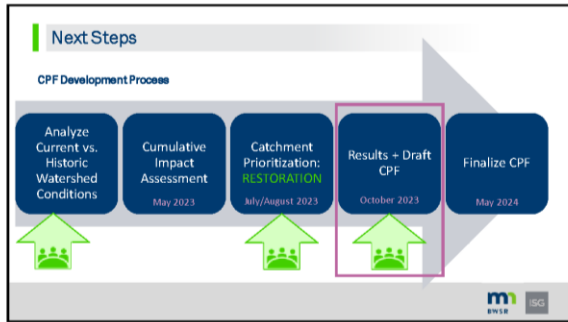 Next Steps
CPF Development Process
Analyze
Current vs.
Historic
Watershed
Conditions
Cumulative
Impact
Assessment
May 2023
Catchment
Prioritization:
RESTORATION
July/August 2023
Results + Draft
CPF
October 2023
Finalize CPF
May 2024
mn
BWSR
ISG